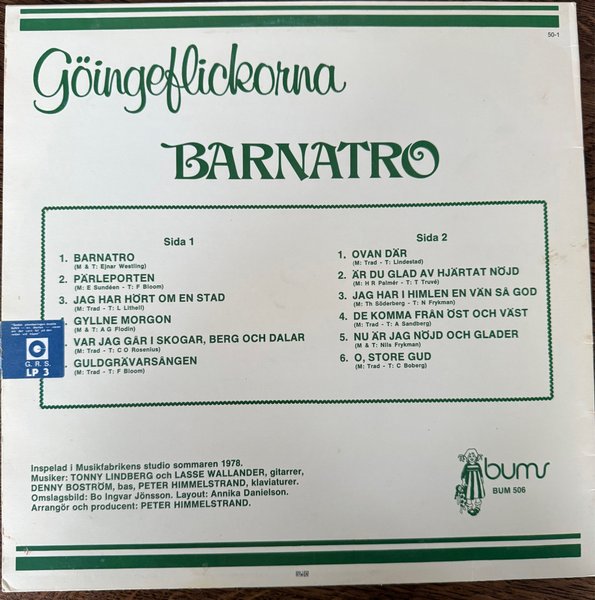 50-1
Göingeflickorna
BARNATRO
Sida 1
1. BARNATRO
(M & T: Ejnar Westling)
2. PÄRLEPORTEN
(M: E Sundéen - T: F Bloom)
3. JAG HAR HÖRT OM EN STAD
(M: Trad - T: L Lithell)
GYLLNE MORGON
(M & T: A G Flodin)
VAR JAG GÅR I SKOGAR, BERG OCH DALAR
(M: Trad - T: C O Rosenius)
GULDGRÄVARSÅNGEN
(M: Trad - T: F Bloom)
Sida 2
1. OVAN DÄR
(M: Trad - T: Lindestad)
2. ÄR DU GLAD AV HJÄRTAT NÖJD
(M: H R Palmér - T: T Truvé)
3. JAG HAR I HIMLEN EN VÄN SÅ GOD
(M: Th Söderberg - T: N Frykman)
4. DE KOMMA FRÅN ÖST OCH VÄST
(M: Trad - T: A Sandberg)
5. NU ÄR JAG NÖJD OCH GLADER
(M: & T: Nils Frykman)
6. O, STORE GUD
(M: Trad - T: C Boberg)
G
G. R. S.
LP 3
Inspelad i Musikfabrikens studio sommaren 1978.
Musiker: TONNY LINDBERG och LASSE WALLANDER, gitarrer,
DENNY BOSTRÖM, bas, PETER HIMMELSTRAND, klaviaturer.
Omslagsbild: Bo Ingvar Jönsson. Layout: Annika Danielson.
Arrangör och producent: PETER HIMMELSTRAND.
bums
BUM 506